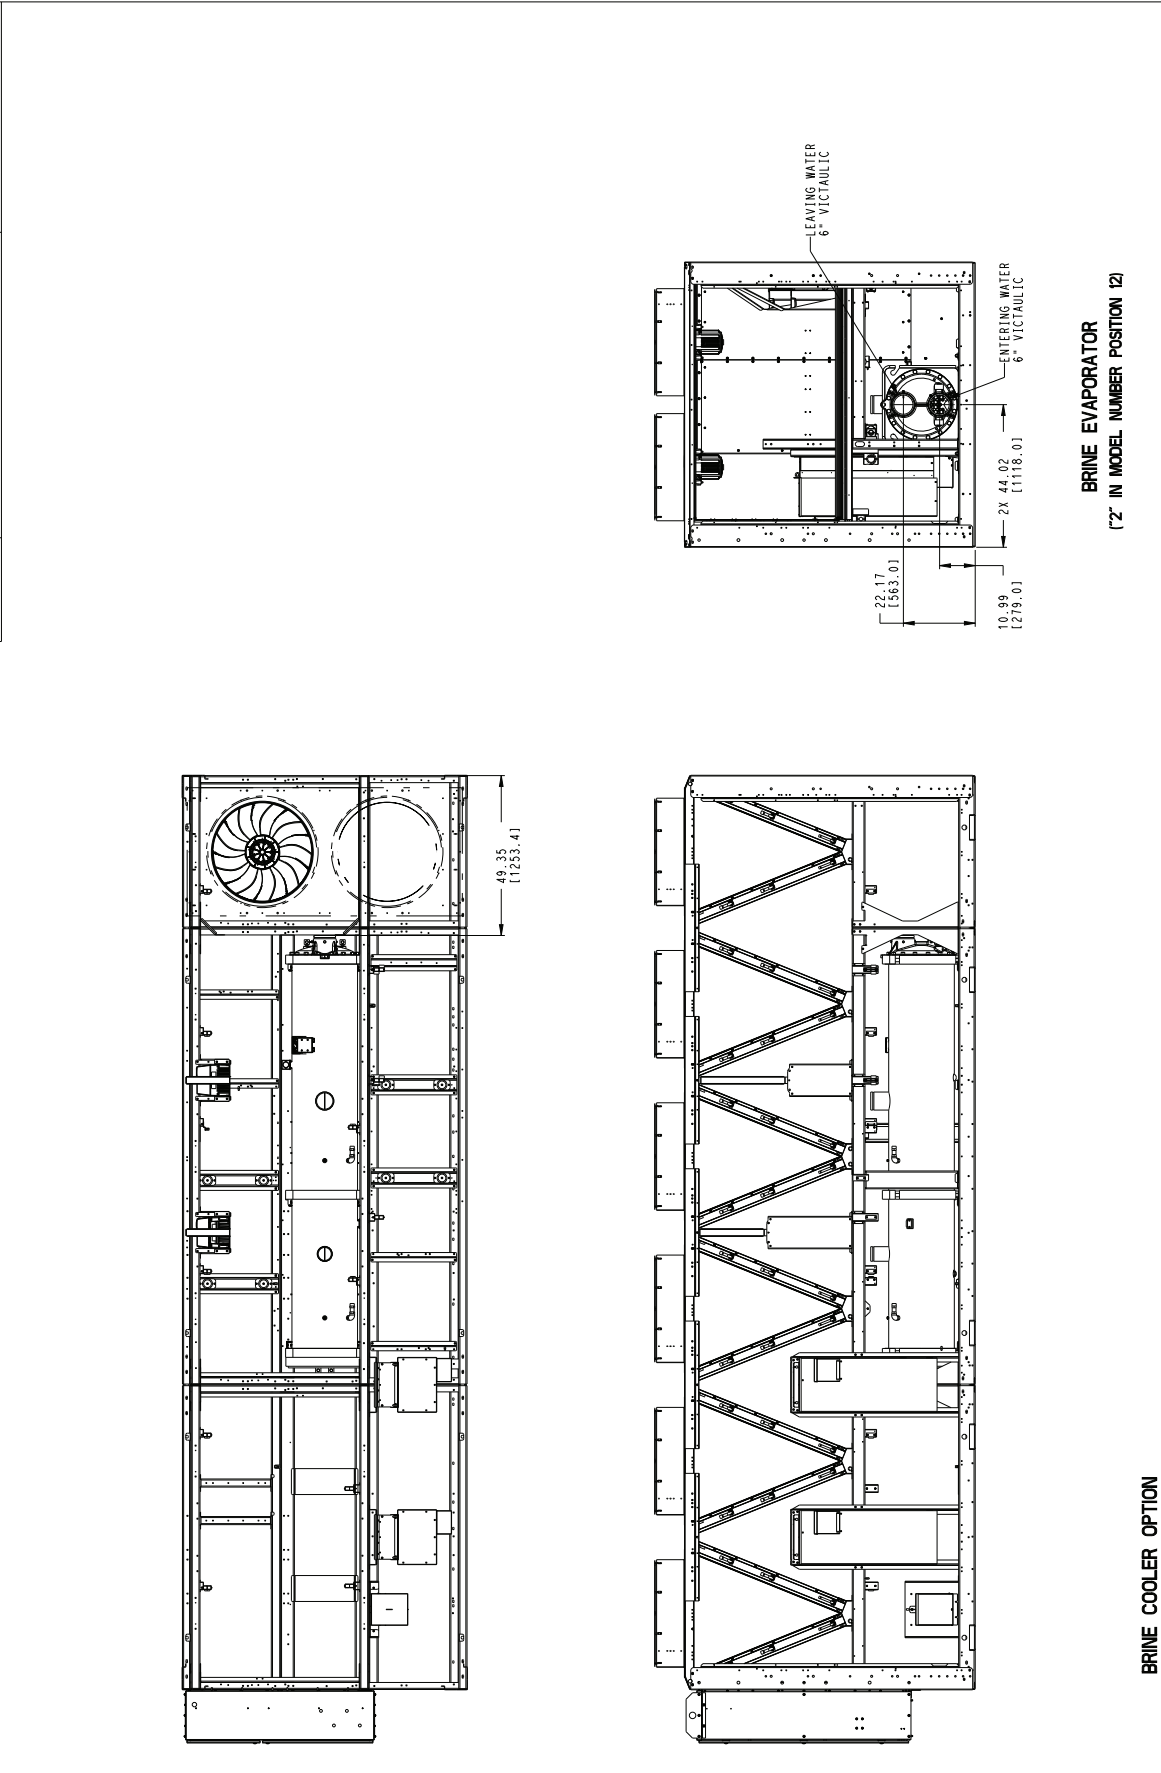 LEAVING WATER
6" VICTAULIC
ENTERING WATER
6" VICTAULIC
2X 44.02
[1118.0]
22.17
[563.0]
10.99
[279.0]
BRINE EVAPORATOR
("2" IN MODEL NUMBER POSITION 12)
49.35
[1253.4]
BRINE COOLER OPTION